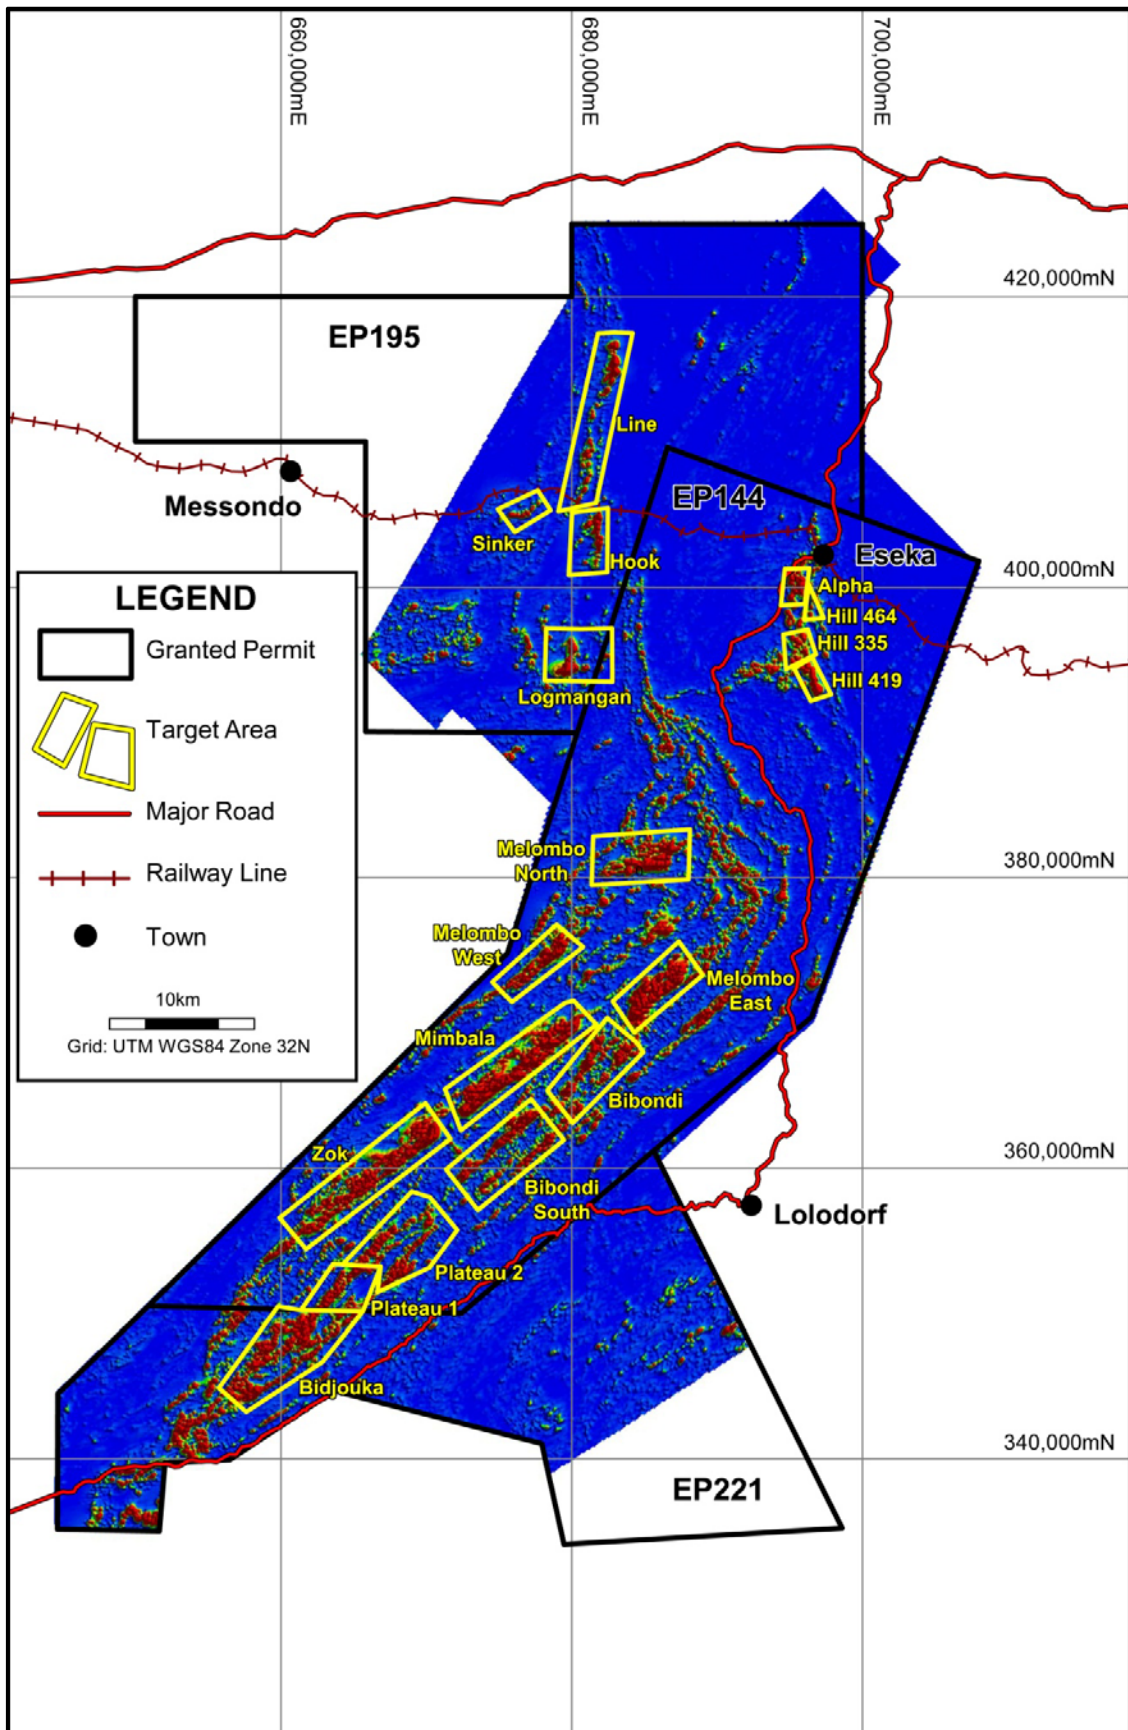 660,000mE
680,000mE
700,000mE
420,000mN
EP195
Line
EP144
Messondo
Sinker
Hook
Eseka
400,000mN
Alpha
Hill 464
Hill 335
Hill 419
Logmangan
LEGEND
Granted Permit
Target Area
Major Road
Railway Line
Town
10km
Grid: UTM WGS84 Zone 32N
Melombo
North
380,000mN
Melombo
West
Melombo
East
Mimbala
Bibondi
Zok
360,000mN
Bibondi
South
Lolodorf
Plateau 2
Plateau 1
Bidjouka
340,000mN
EP221